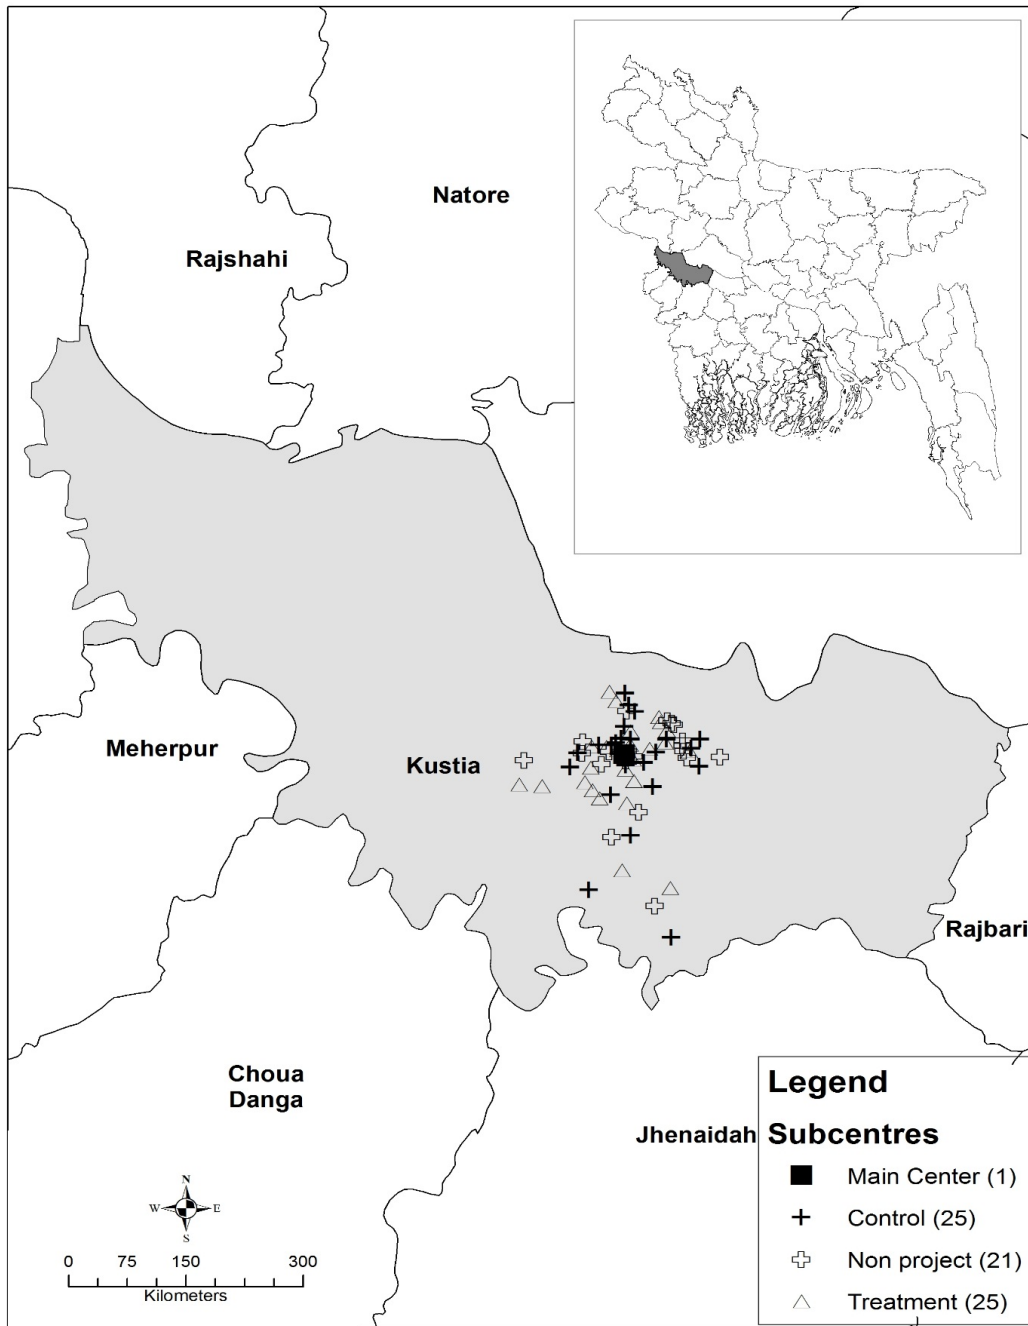 Natore
Rajshahi
Meherpur
Kustia
Rajbari
Choua
Danga
Jhenaidah
Legend
Subcentres
Main Center (1)
Control (25)
Non project (21)
Treatment (25)
N
W E
S
0 75 150 300
Kilometers